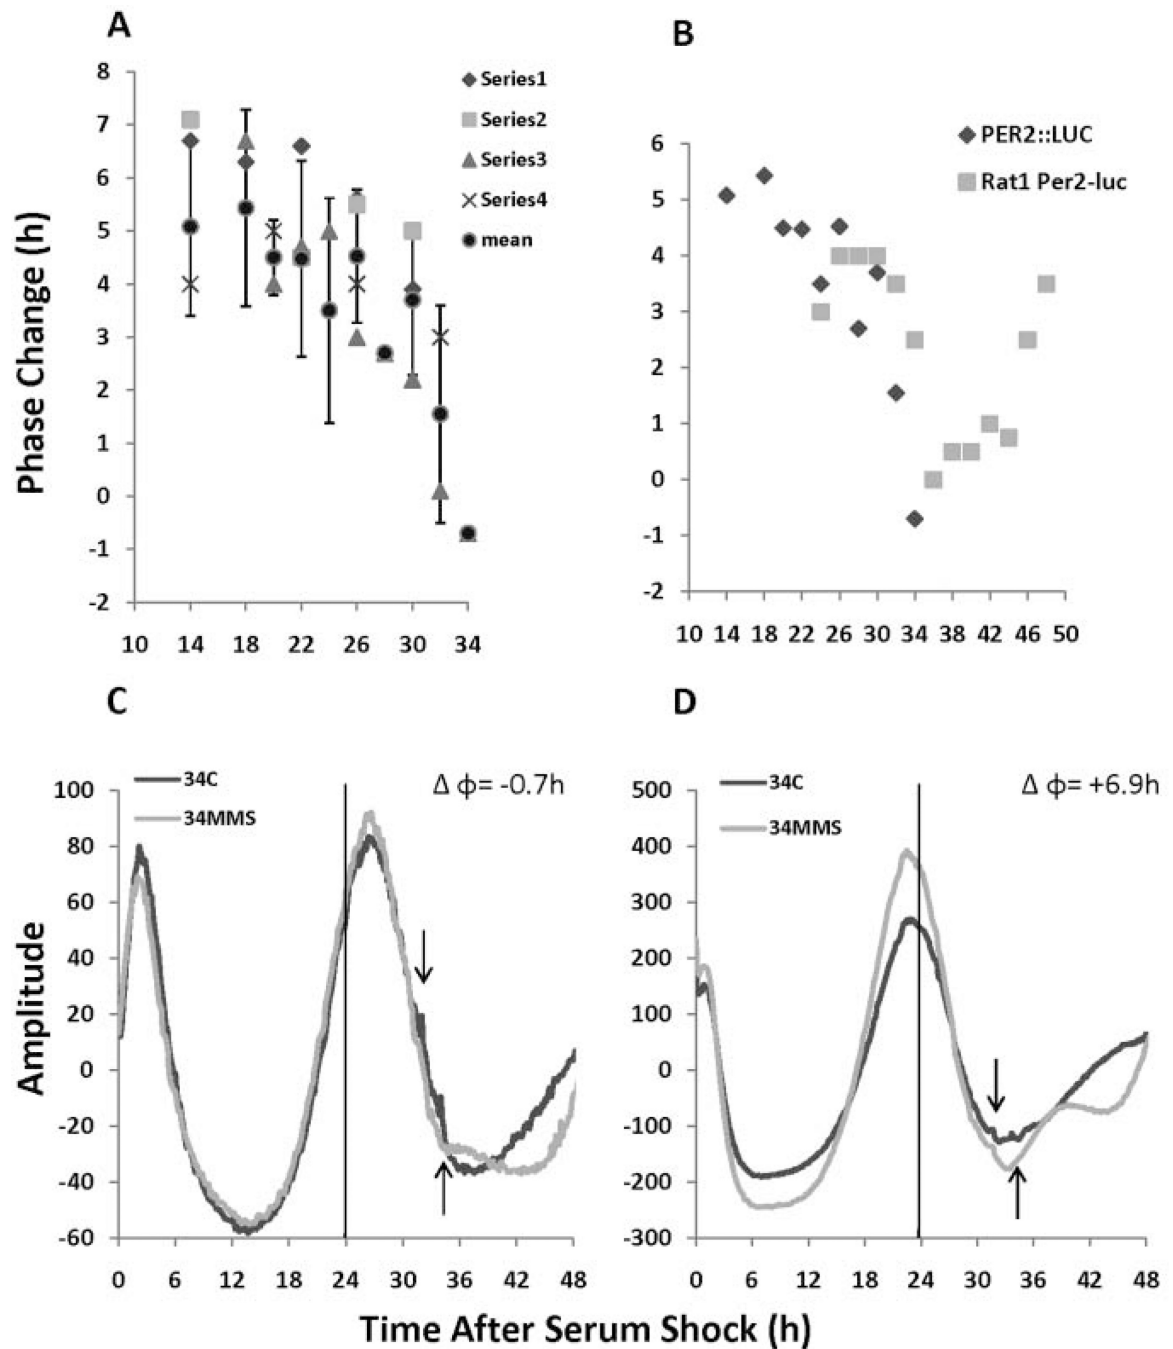 A
B
8
7
6
5
4
3
2
1
0
-1
-2
10 14 18 22 26 30 34
Phase Change (h)
Series1
Series2
Series3
Series4
mean
6
5
4
3
2
1
0
-1
-2
10 14 18 22 26 30 34 38 42 46 50
PER2::LUC
Rat1 Per2-luc
C
D
34C
34MMS
Δ ϕ= -0.7h
100
80
60
40
20
0
-20
-40
-60
0 6 12 18 24 30 36 42 48
Amplitude
34C
34MMS
Δ ϕ= +6.9h
500
400
300
200
100
0
-100
-200
-300
0 6 12 18 24 30 36 42 48
Time After Serum Shock (h)